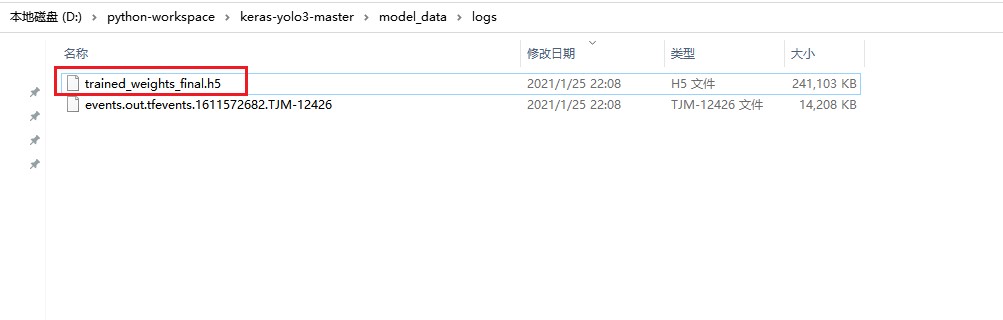 本地磁盘 (D:) > python-workspace > keras-yolo3-master > model_data > logs
名称 修改日期 类型 大小
trained_weights_final.h5 2021/1/25 22:08 H5 文件 241,103 KB
events.out.tfevents.1611572682.TJM-12426 2021/1/25 22:08 TJM-12426 文件 14,208 KB